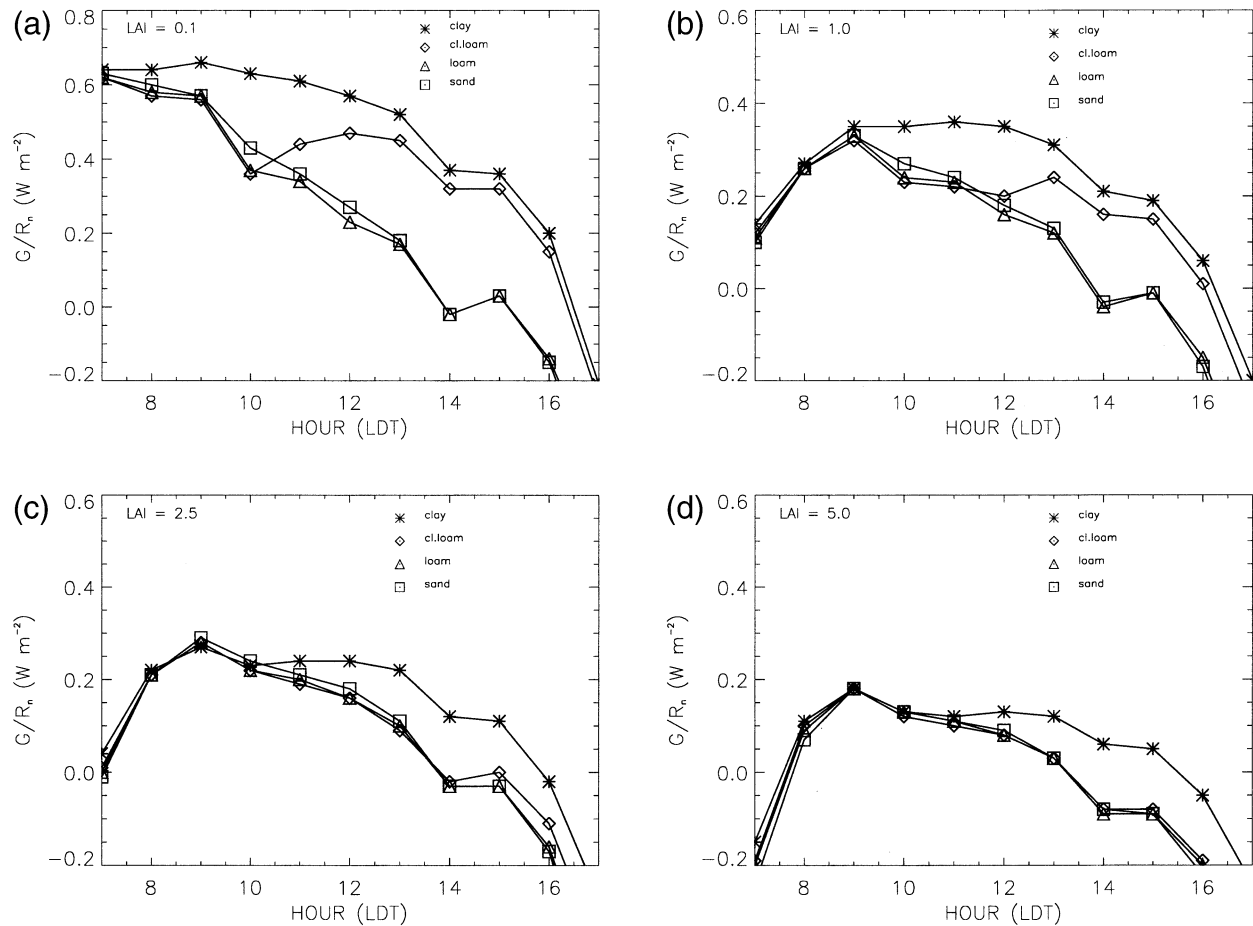 (a)
LAI = 0.1
clay
cl.loam
loam
sand
0.8
0.6
0.4
0.2
0.0
−0.2
G/Rn (W m⁻²)
8 10 12 14 16
HOUR (LDT)
(b)
LAI = 1.0
clay
cl.loam
loam
sand
0.6
0.4
0.2
0.0
−0.2
G/Rn (W m⁻²)
8 10 12 14 16
HOUR (LDT)
(c)
LAI = 2.5
clay
cl.loam
loam
sand
0.6
0.4
0.2
0.0
−0.2
G/Rn (W m⁻²)
8 10 12 14 16
HOUR (LDT)
(d)
LAI = 5.0
clay
cl.loam
loam
sand
0.6
0.4
0.2
0.0
−0.2
G/Rn (W m⁻²)
8 10 12 14 16
HOUR (LDT)